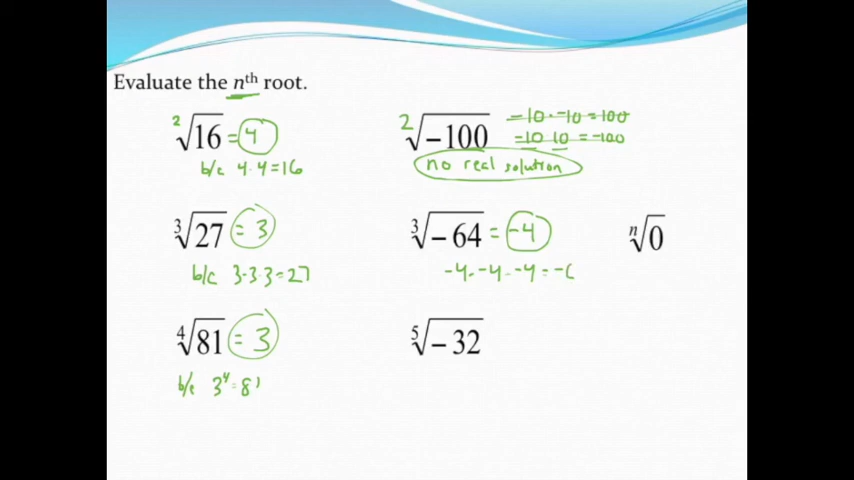 Evaluate the nth root.
²√16 = 4
b/c 4·4=16
³√27 = 3
b/c 3·3·3=27
⁴√81 = 3
b/c 3⁴=81
²√−100
−10·−10=100
−10 10=−100
no real solution
³√−64 = −4
−4·−4·−4=−6
⁵√−32
ⁿ√0